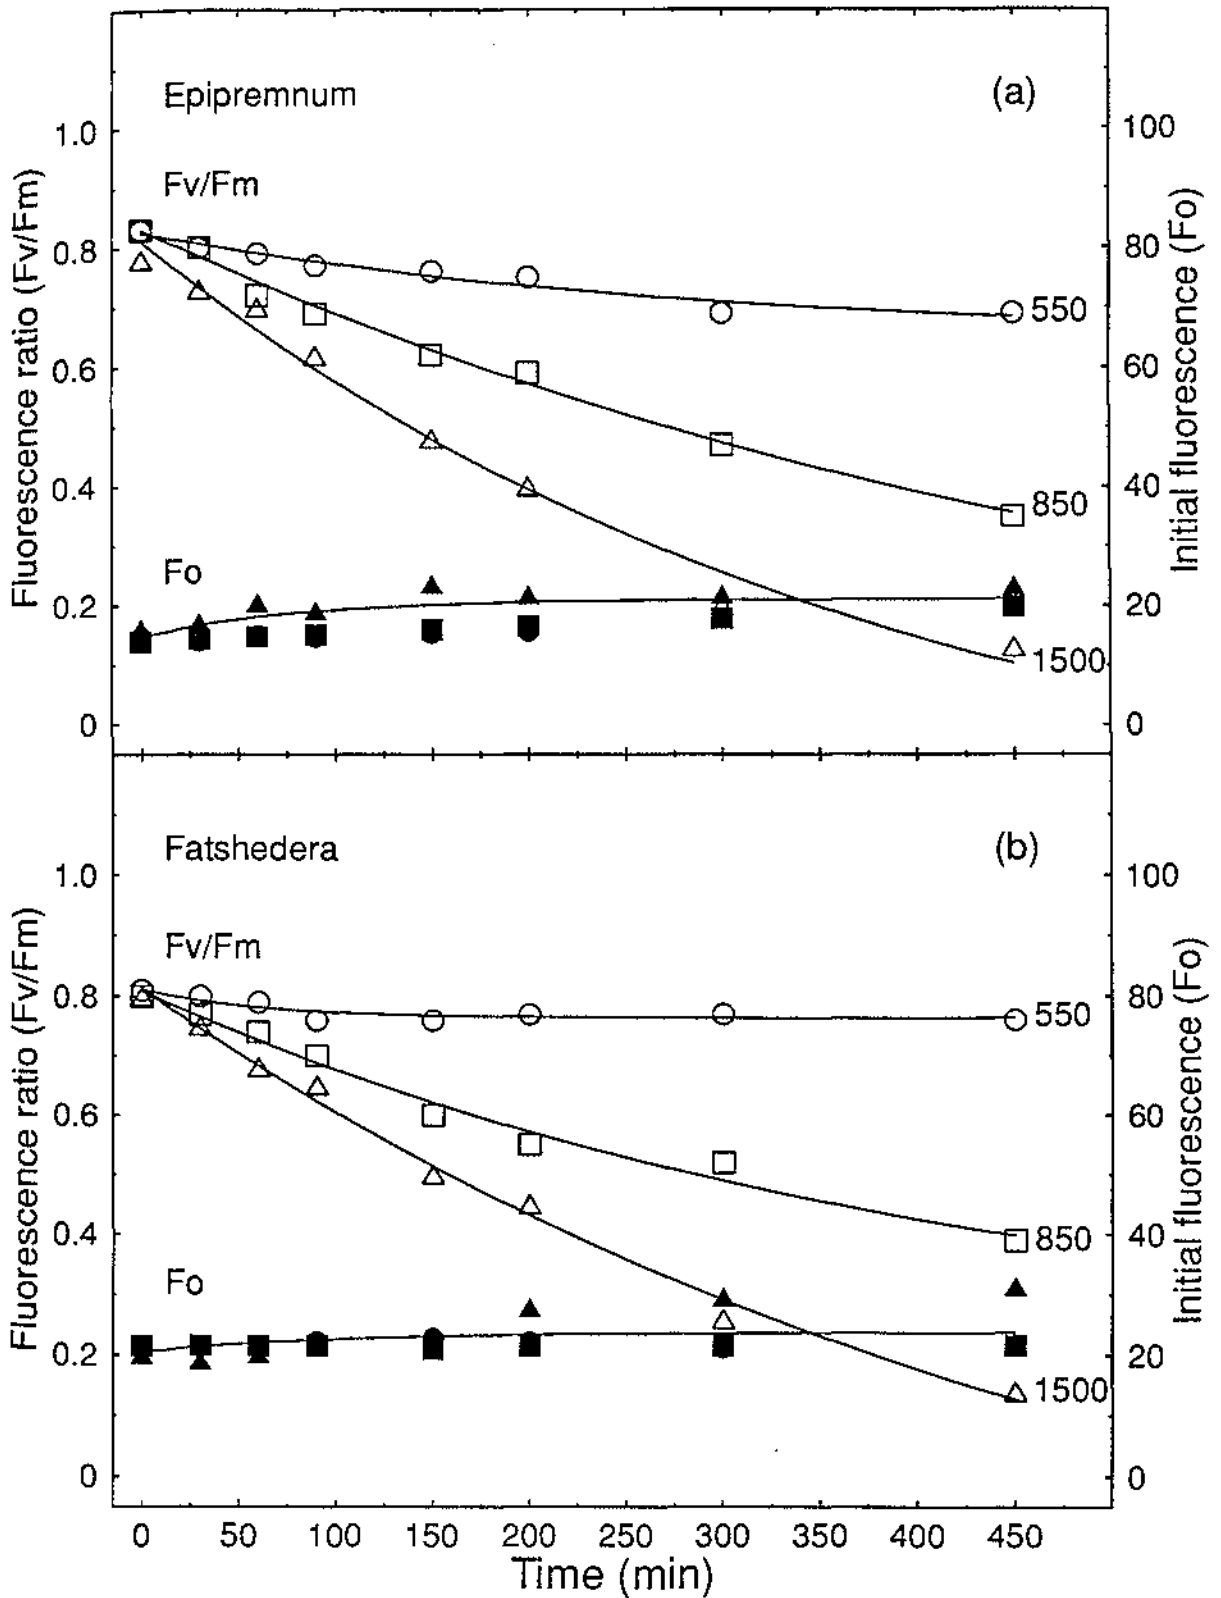 Epipremnum
(a)
Fv/Fm
Fo
1.0
0.8
0.6
0.4
0.2
0
Fluorescence ratio (Fv/Fm)
100
80
60
40
20
0
Initial fluorescence (Fo)
550
850
1500
Fatshedera
(b)
Fv/Fm
Fo
1.0
0.8
0.6
0.4
0.2
0
Fluorescence ratio (Fv/Fm)
100
80
60
40
20
0
Initial fluorescence (Fo)
550
850
1500
0 50 100 150 200 250 300 350 400 450
Time (min)